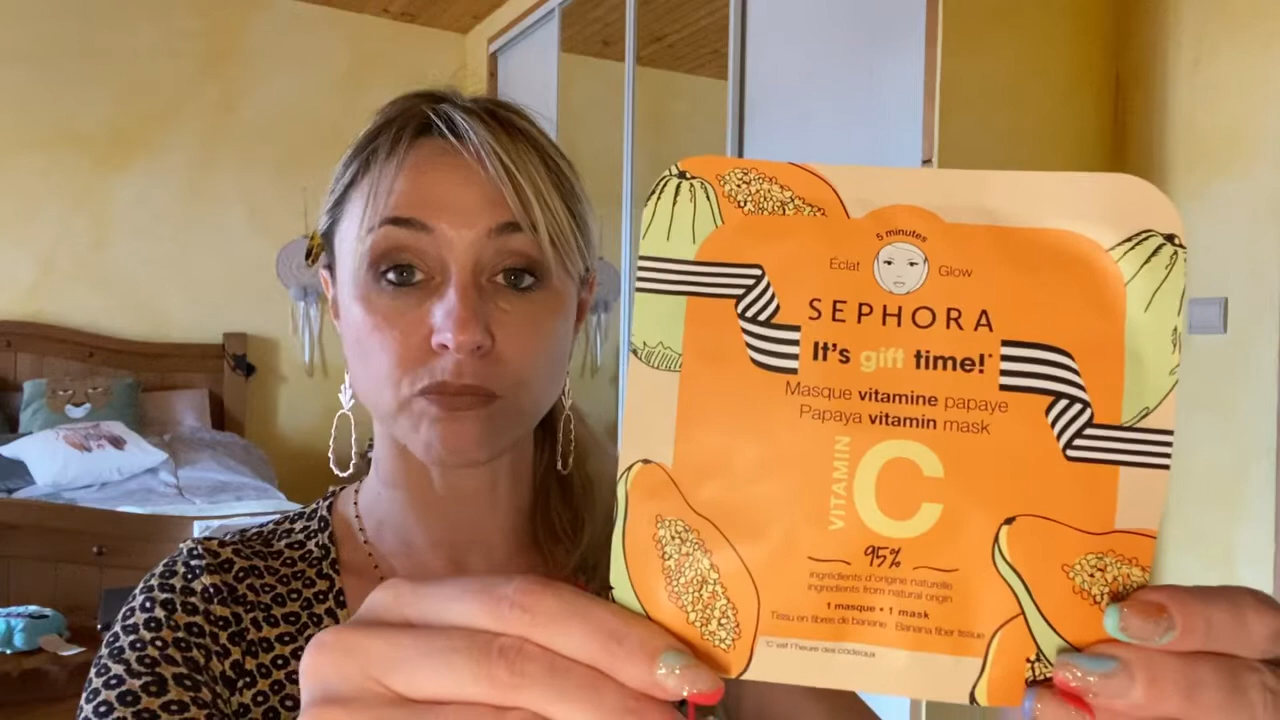 5 minutes
Éclat Glow
SEPHORA
It's gift time!*
Masque vitamine papaye
Papaya vitamin mask
VITAMIN
C
95%
ingrédients d'origine naturelle
ingredients from natural origin
1 masque • 1 mask
Tissu en fibres de banane Banana fiber tissue
*C'est l'heure des cadeaux